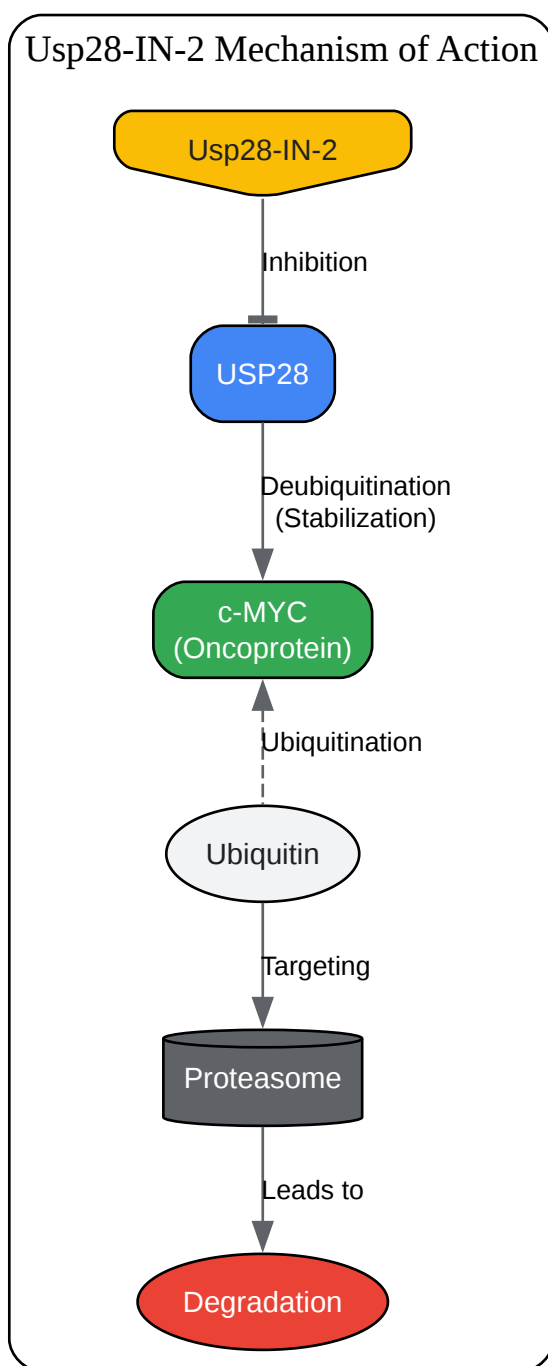 Usp28-IN-2 Mechanism of Action
Usp28-IN-2
Inhibition
USP28
Deubiquitination
(Stabilization)
c-MYC
(Oncoprotein)
Ubiquitination
Ubiquitin
Targeting
Proteasome
Leads to
Degradation